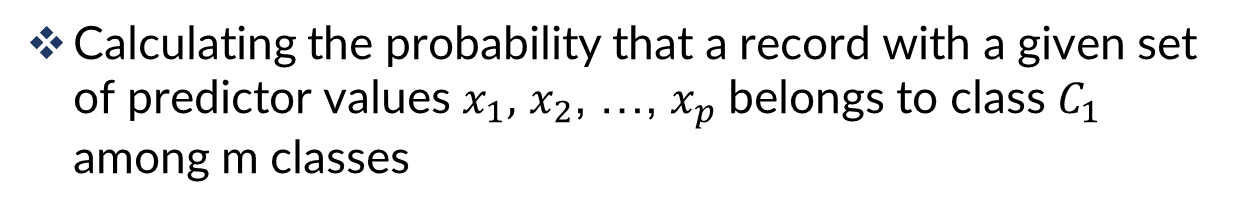 ❖ Calculating the probability that a record with a given set
of predictor values x₁, x₂, …, xₚ belongs to class C₁
among m classes